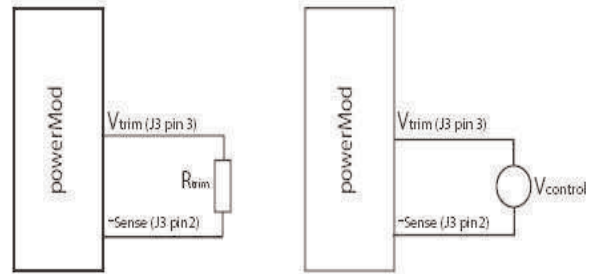 powerMod
Vtrim (J3 pin 3)
Rtrim
-Sense (J3 pin2)
powerMod
Vtrim (J3 pin 3)
Vcontrol
-Sense (J3 pin2)